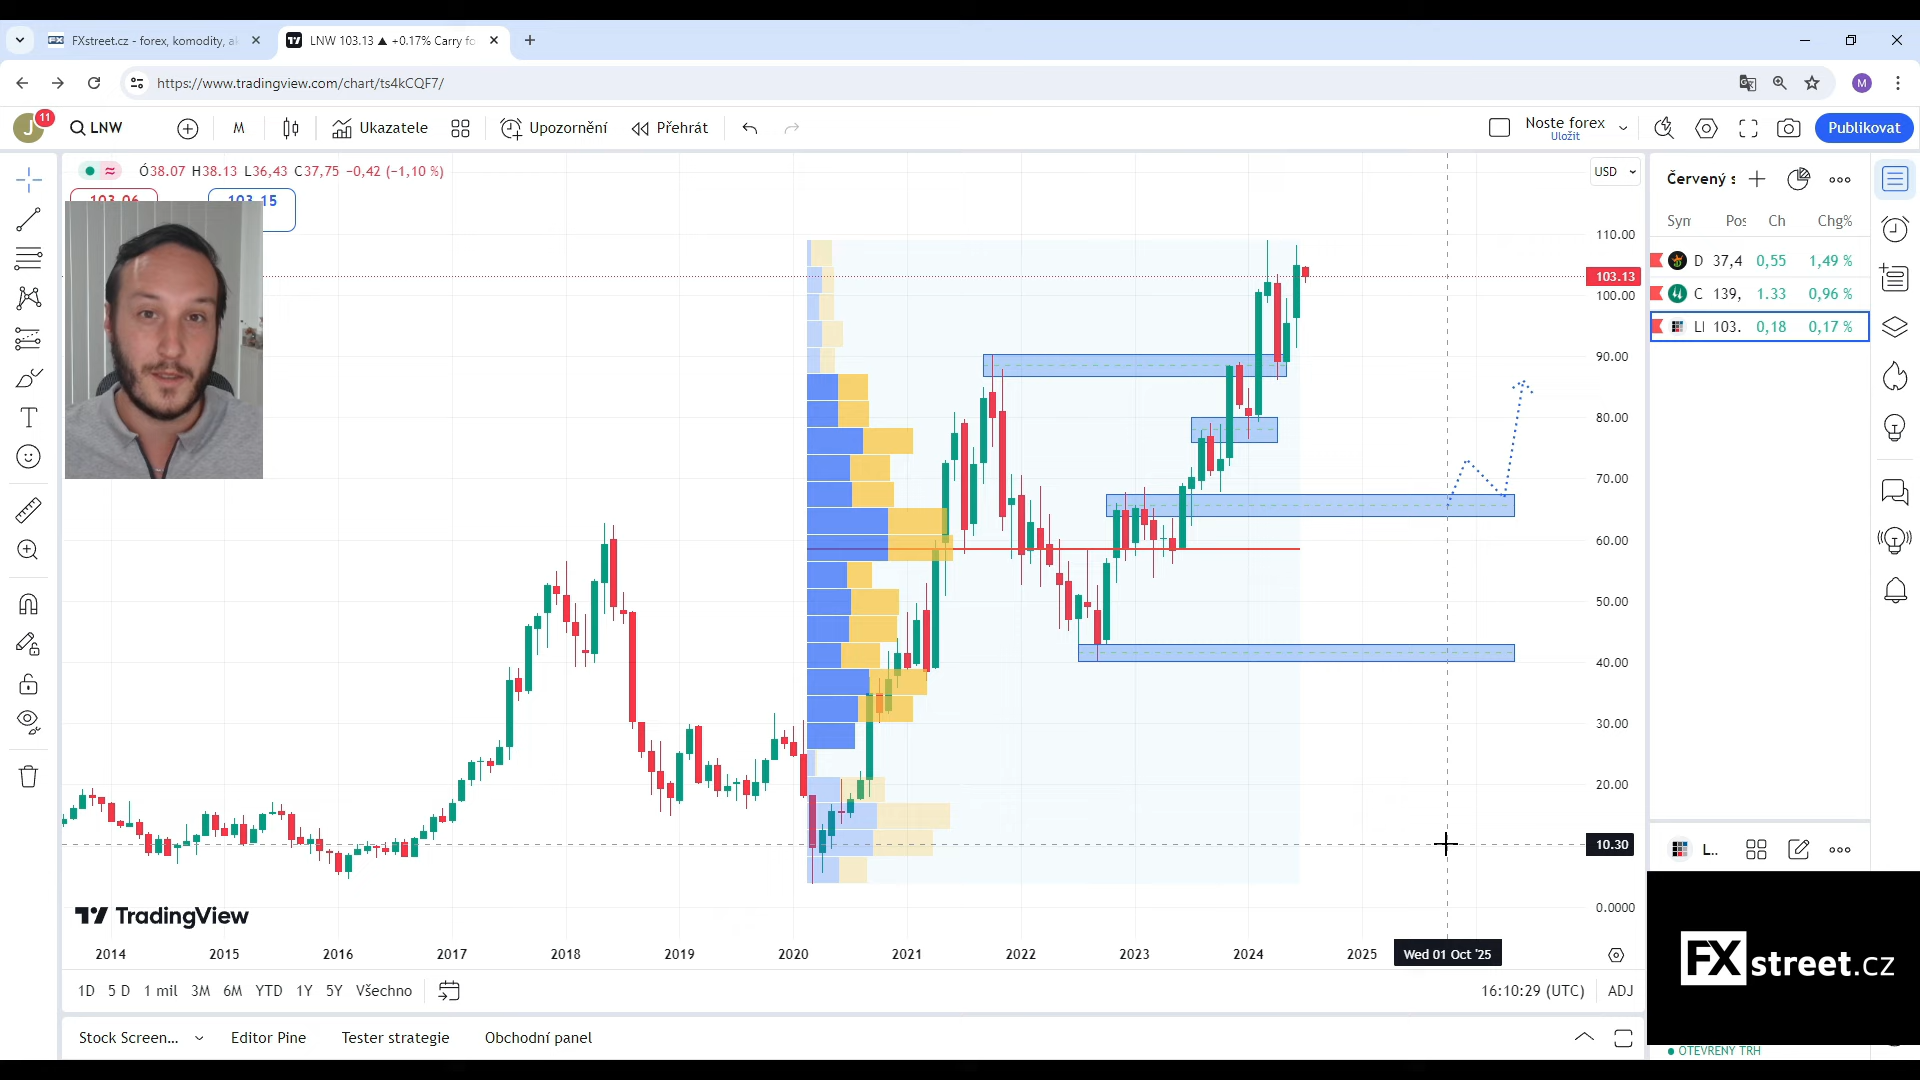 FXstreet.cz - forex, komodity, a
LNW 103.13 ▲ +0.17% Carry fo
https://www.tradingview.com/chart/ts4kCQF7/
M
J
11
LNW
M
Ukazatele
Upozornění
Přehrát
Noste forex
Uložit
Publikovat
Ó38.07 H38.13 L36,43 C37,75 −0,42 (−1,10 %)
103.06
103.15
USD
110.00
103.13
100.00
90.00
80.00
70.00
60.00
50.00
40.00
30.00
20.00
10.30
0.0000
Červený s
Syn Pos Ch Chg%
D 37,4 0,55 1,49 %
C 139, 1.33 0,96 %
LI 103. 0,18 0,17 %
L..
TradingView
2014 2015 2016 2017 2018 2019 2020 2021 2022 2023 2024 2025 Wed 01 Oct '25
1D 5 D 1 mil 3M 6M YTD 1Y 5Y Všechno
16:10:29 (UTC) ADJ
Stock Screen... Editor Pine Tester strategie Obchodní panel
FXstreet.cz
OTEVŘENÝ TRH